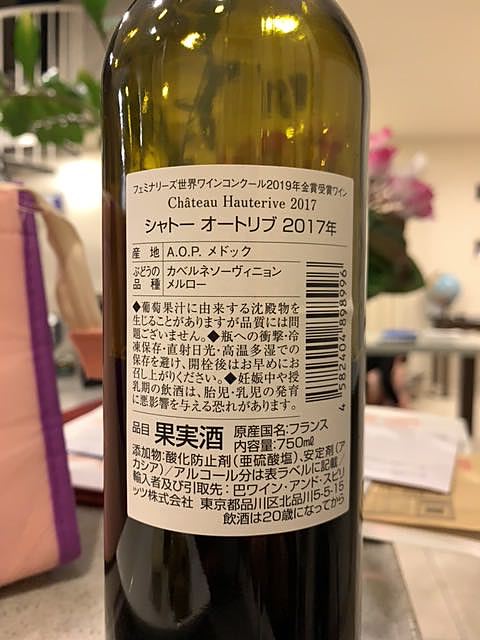 フェミナリーズ世界ワインコンクール2019年金賞受賞ワイン
Château Hauterive 2017
シャトー オートリブ 2017年
産 地 A.O.P. メドック
ぶどうの品 種 カベルネソーヴィニョン
メルロー
◆葡萄果汁に由来する沈殿物を
生じることがありますが品質には問
題ございません。◆瓶への衝撃・冷
凍保存・直射日光・高温多湿での
保存を避け、開栓後はお早めにお
召し上がりください。◆妊娠中や授
乳期の飲酒は、胎児・乳児の発育
に悪影響を与える恐れがあります。
4582404898996
品目 果実酒 原産国名:フランス
内容量:750mℓ
添加物:酸化防止剤(亜硫酸塩)、安定剤(ア
カシア)/アルコール分は表ラベルに記載
輸入者及び引取先: 巴ワイン・アンド・スピリ
ッツ株式会社 東京都品川区北品川5-5-15
飲酒は20歳になってから